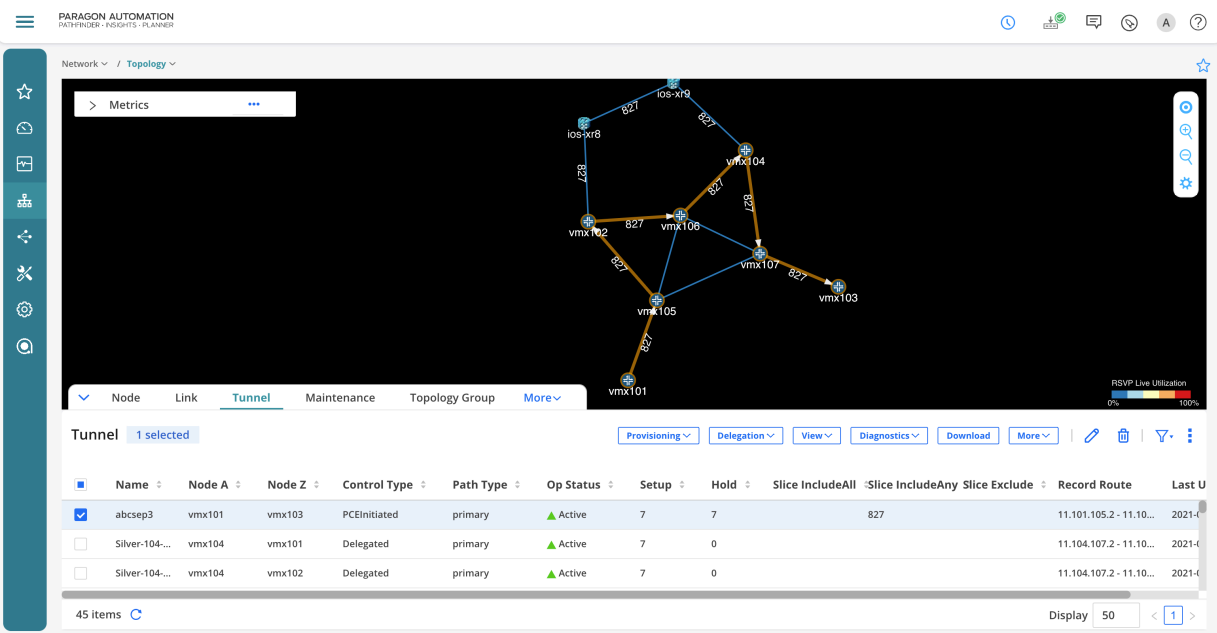 PARAGON AUTOMATION
PATHFINDER • INSIGHTS • PLANNER
A
Network / Topology
Metrics
ios-xr9
827
827
ios-xr8
vmx104
827
827
827
827
vmx102
vmx106
827
vmx107
827
vmx103
vmx105
827
vmx101
RSVP Live Utilization
0% 100%
Node Link Tunnel Maintenance Topology Group More
Tunnel 1 selected Provisioning Delegation View Diagnostics Download More
Name Node A Node Z Control Type Path Type Op Status Setup Hold Slice IncludeAll Slice IncludeAny Slice Exclude Record Route Last U
abcsep3 vmx101 vmx103 PCEInitiated primary Active 7 7 827 11.101.105.2 - 11.10... 2021-0
Silver-104-... vmx104 vmx101 Delegated primary Active 7 0 11.104.107.2 - 11.10... 2021-0
Silver-104-... vmx104 vmx102 Delegated primary Active 7 0 11.104.107.2 - 11.10... 2021-0
45 items Display 50 < 1 >